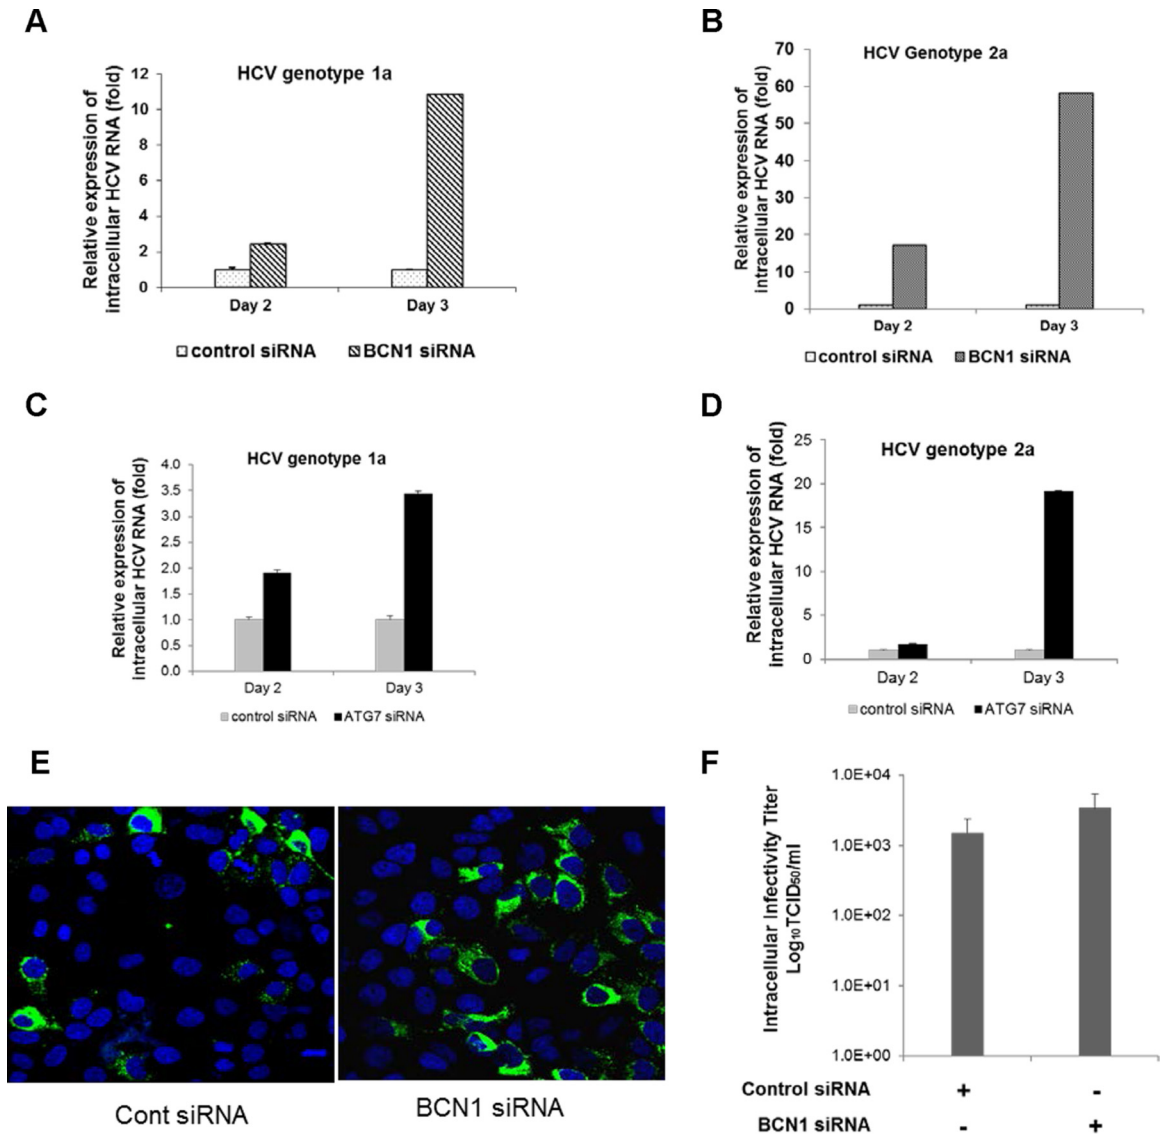 A
HCV genotype 1a
Relative expression of
intracellular HCV RNA (fold)
12
10
8
6
4
2
0
Day 2
Day 3
control siRNA
BCN1 siRNA
B
HCV Genotype 2a
Relative expression of
intracellular HCV RNA (fold)
70
60
50
40
30
20
10
0
Day 2
Day 3
control siRNA
BCN1 siRNA
C
HCV genotype 1a
Relative expression of
intracellular HCV RNA (fold)
4.0
3.5
3.0
2.5
2.0
1.5
1.0
0.5
0.0
Day 2
Day 3
control siRNA
ATG7 siRNA
D
HCV genotype 2a
Relative expression of
intracellular HCV RNA (fold)
25
20
15
10
5
0
Day 2
Day 3
control siRNA
ATG7 siRNA
E
Cont siRNA
BCN1 siRNA
F
Intracellular Infectivity Titer
Log₁₀TCID₅₀/ml
1.0E+04
1.0E+03
1.0E+02
1.0E+01
1.0E+00
Control siRNA + -
BCN1 siRNA - +